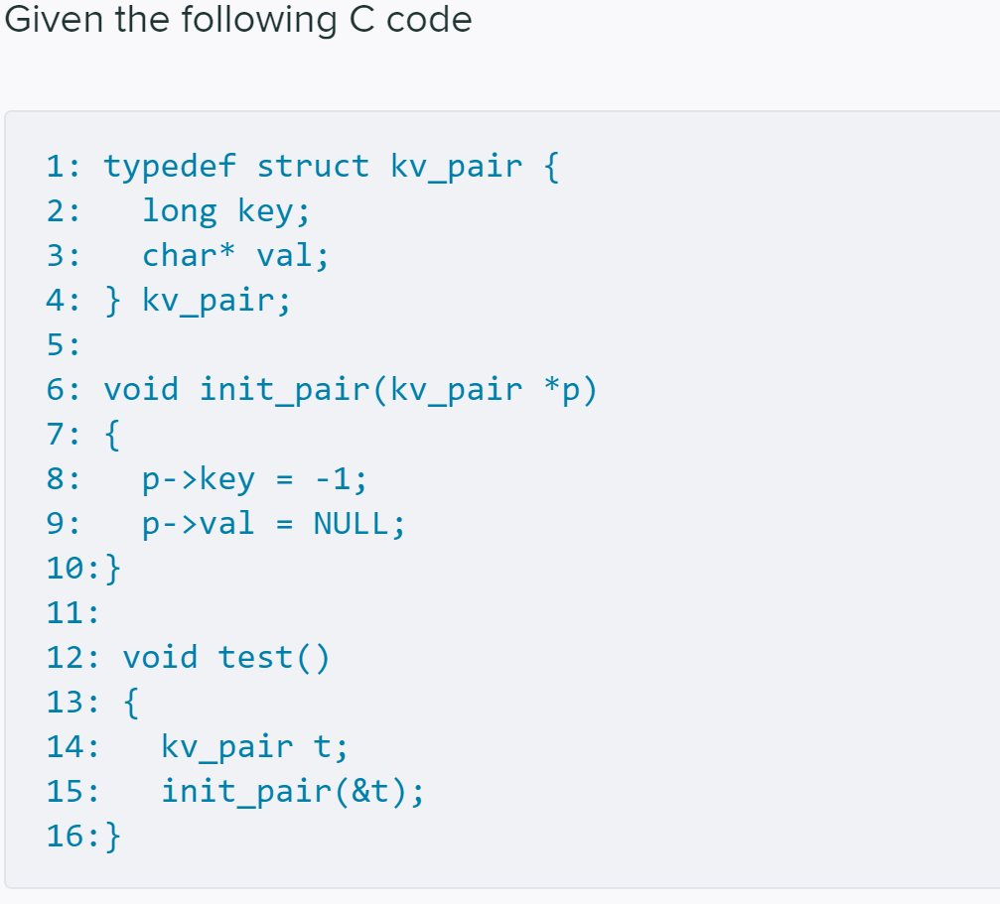 Given the following C code
1: typedef struct kv_pair {
2:   long key;
3:   char* val;
4: } kv_pair;
5:
6: void init_pair(kv_pair *p)
7: {
8:   p->key = -1;
9:   p->val = NULL;
10:}
11:
12: void test()
13: {
14:   kv_pair t;
15:   init_pair(&t);
16:}